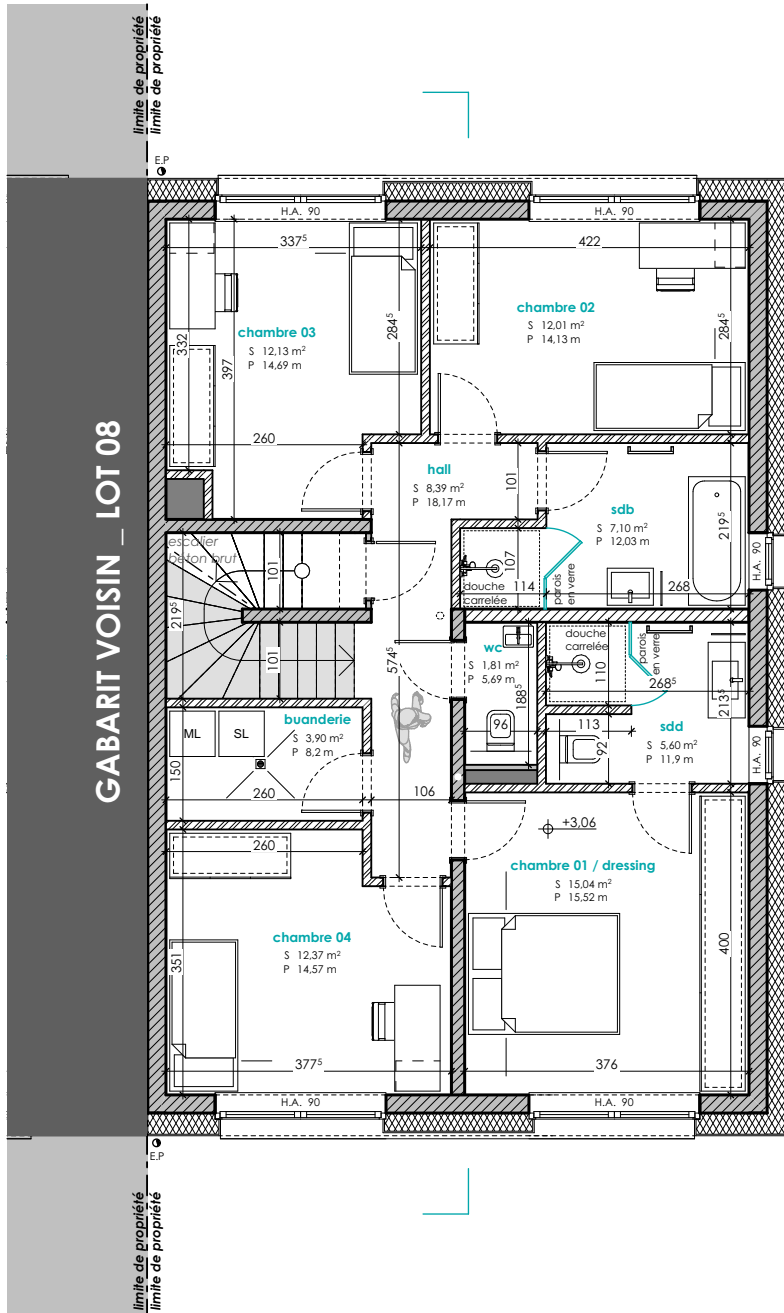 limite de propriété
limite de propriété
E.P
H.A. 90
H.A. 90
337⁵
422
chambre 03
S 12,13 m²
P 14,69 m
332
397
284⁵
chambre 02
S 12,01 m²
P 14,13 m
284⁵
260
hall
S 8,39 m²
P 18,17 m
101
sdb
S 7,10 m²
P 12,03 m
219⁵
escalier
béton brut
101
107
douche
carrelée
114
parois
en verre
268
H.A. 90
219⁵
101
574⁵
wc
S 1,81 m²
P 5,69 m
188⁵
96
douche
carrelée
110
parois
en verre
268⁵
213⁵
113
92
sdd
S 5,60 m²
P 11,9 m
H.A. 90
GABARIT VOISIN _ LOT 08
ML
SL
buanderie
S 3,90 m²
P 8,2 m
150
260
106
+3,06
260
chambre 01 / dressing
S 15,04 m²
P 15,52 m
chambre 04
S 12,37 m²
P 14,57 m
351
400
377⁵
376
H.A. 90
H.A. 90
E.P
limite de propriété
limite de propriété